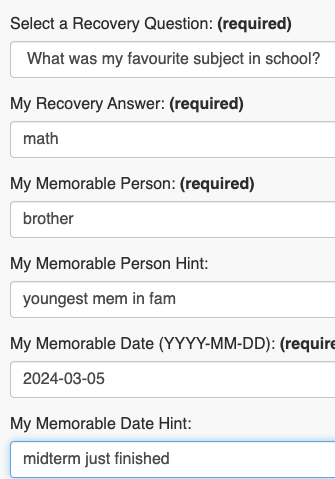 Select a Recovery Question: (required)
What was my favourite subject in school?
My Recovery Answer: (required)
math
My Memorable Person: (required)
brother
My Memorable Person Hint:
youngest mem in fam
My Memorable Date (YYYY-MM-DD): (require
2024-03-05
My Memorable Date Hint:
midterm just finished